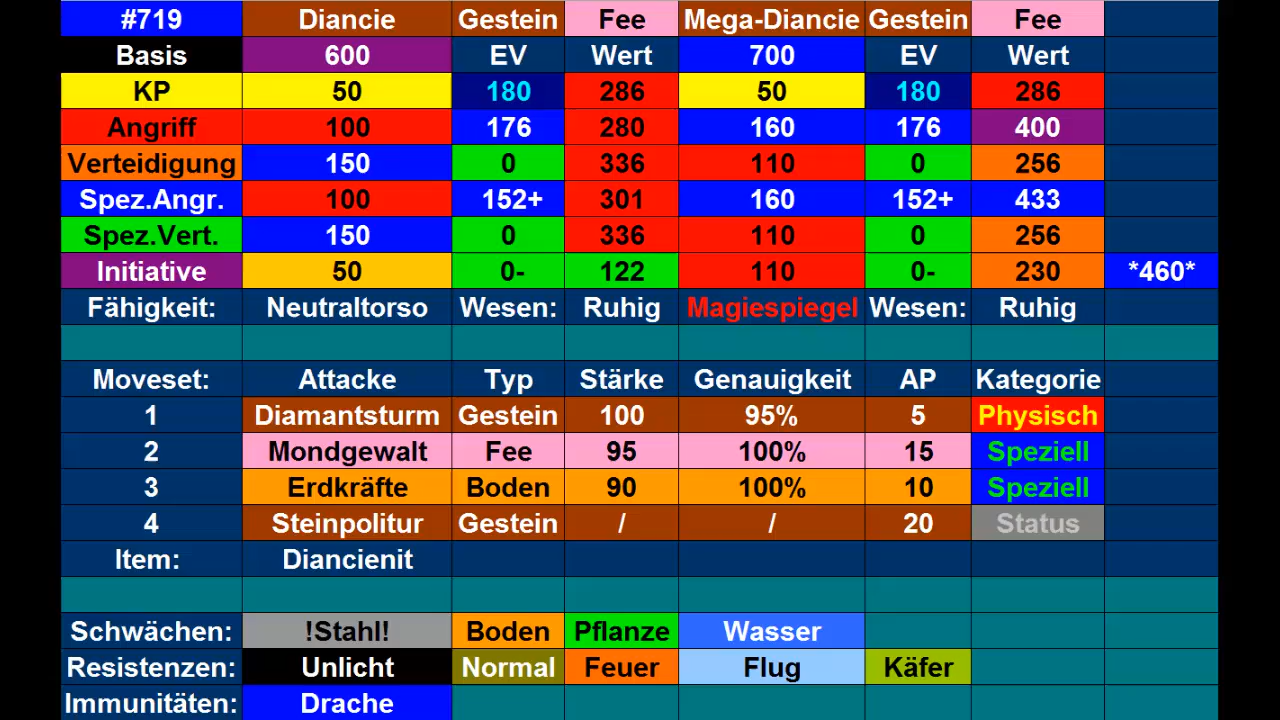 #719 Diancie Gestein Fee Mega-Diancie Gestein Fee
Basis 600 EV Wert 700 EV Wert
KP 50 180 286 50 180 286
Angriff 100 176 280 160 176 400
Verteidigung 150 0 336 110 0 256
Spez.Angr. 100 152+ 301 160 152+ 433
Spez.Vert. 150 0 336 110 0 256
Initiative 50 0- 122 110 0- 230 *460*
Fähigkeit: Neutraltorso Wesen: Ruhig Magiespiegel Wesen: Ruhig
Moveset: Attacke Typ Stärke Genauigkeit AP Kategorie
1 Diamantsturm Gestein 100 95% 5 Physisch
2 Mondgewalt Fee 95 100% 15 Speziell
3 Erdkräfte Boden 90 100% 10 Speziell
4 Steinpolitur Gestein / / 20 Status
Item: Diancienit
Schwächen: !Stahl! Boden Pflanze Wasser
Resistenzen: Unlicht Normal Feuer Flug Käfer
Immunitäten: Drache